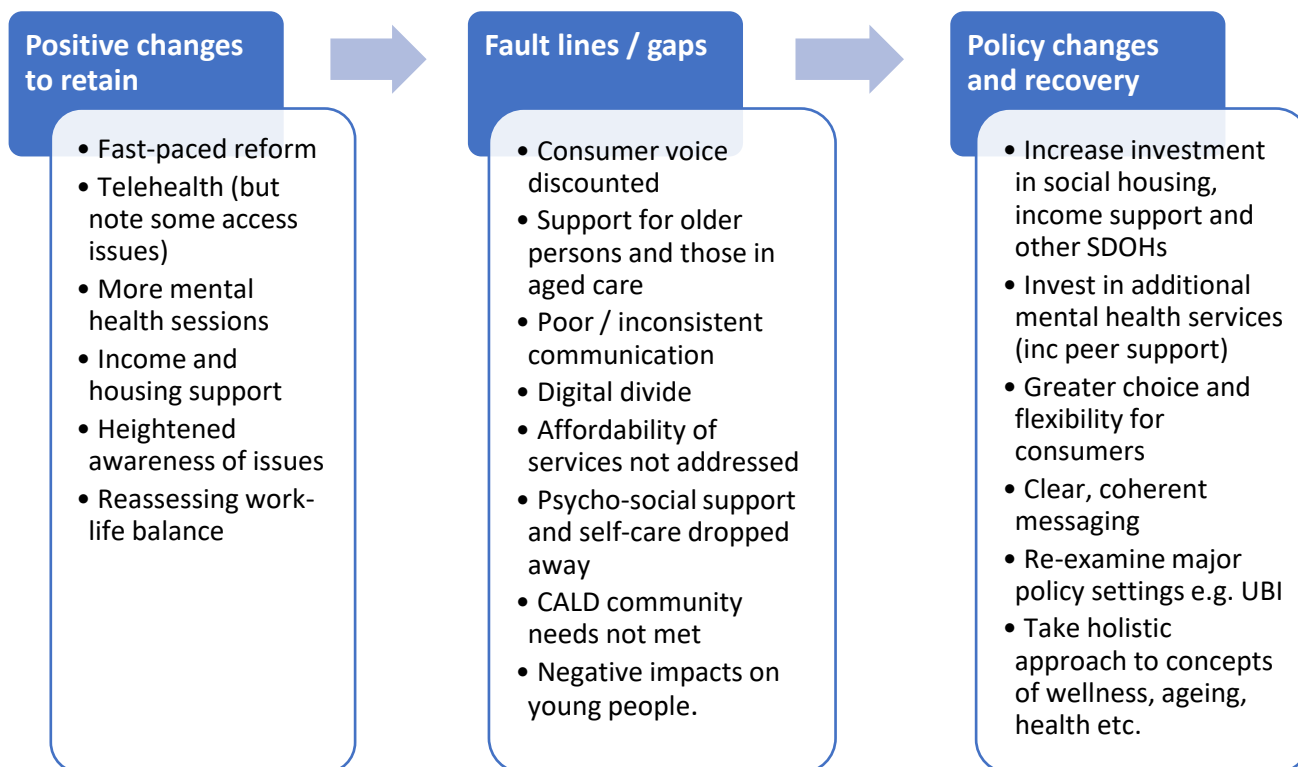 Positive changes
to retain
• Fast-paced reform
• Telehealth (but
note some access
issues)
• More mental
health sessions
• Income and
housing support
• Heightened
awareness of issues
• Reassessing work-
life balance
Fault lines / gaps
• Consumer voice
discounted
• Support for older
persons and those in
aged care
• Poor / inconsistent
communication
• Digital divide
• Affordability of
services not addressed
• Psycho-social support
and self-care dropped
away
• CALD community
needs not met
• Negative impacts on
young people.
Policy changes
and recovery
• Increase investment
in social housing,
income support and
other SDOHs
• Invest in additional
mental health services
(inc peer support)
• Greater choice and
flexibility for
consumers
• Clear, coherent
messaging
• Re-examine major
policy settings e.g. UBI
• Take holistic
approach to concepts
of wellness, ageing,
health etc.